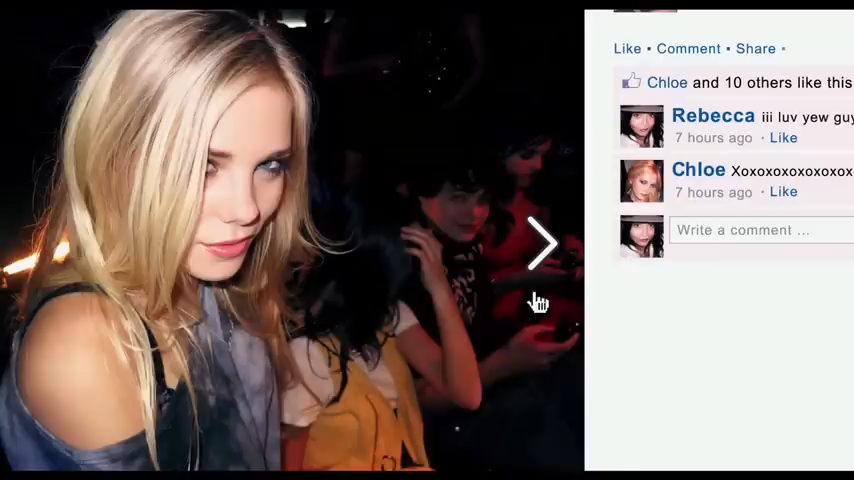 Like • Comment • Share •
Chloe and 10 others like this
Rebecca iii luv yew guy
7 hours ago · Like
Chloe Xoxoxoxoxoxoxox
7 hours ago · Like
Write a comment ...